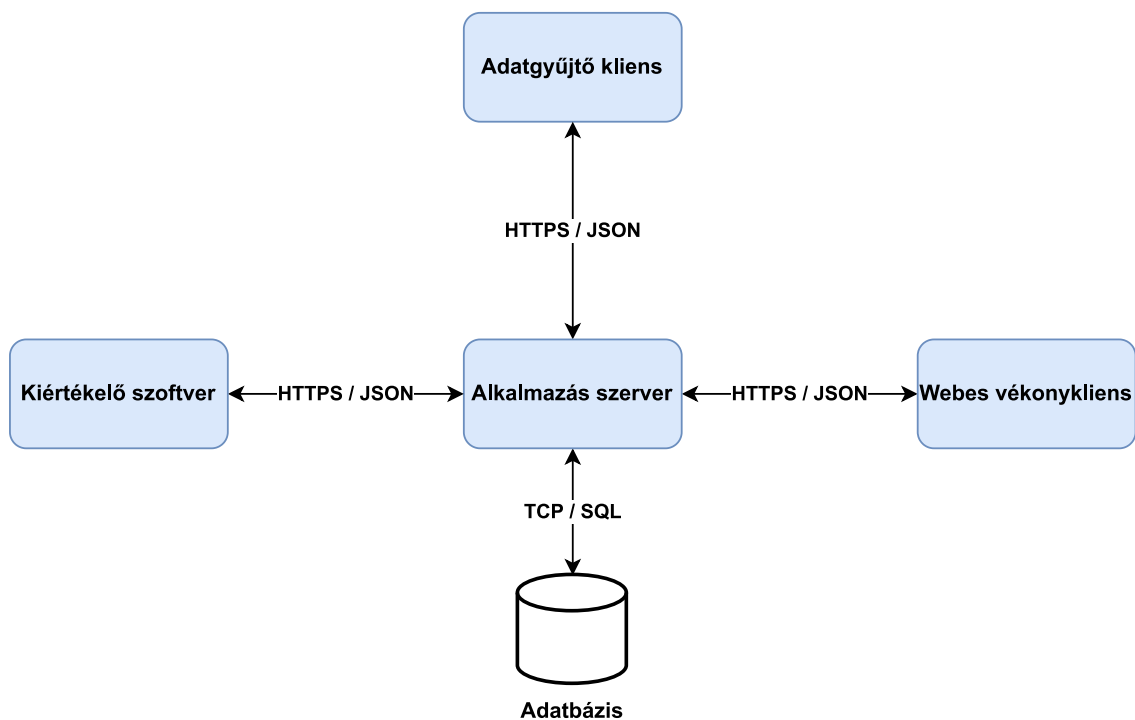 Adatgyűjtő kliens
HTTPS / JSON
Kiértékelő szoftver
HTTPS / JSON
Alkalmazás szerver
HTTPS / JSON
Webes vékonykliens
TCP / SQL
Adatbázis